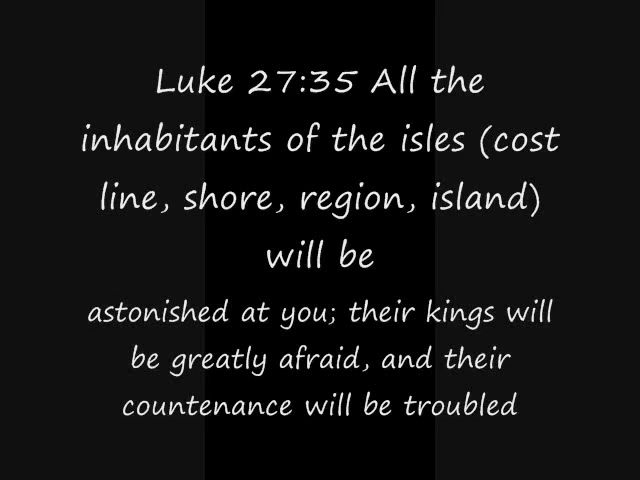 Luke 27:35 All the
inhabitants of the isles (cost
line, shore, region, island)
will be
astonished at you; their kings will
be greatly afraid, and their
countenance will be troubled